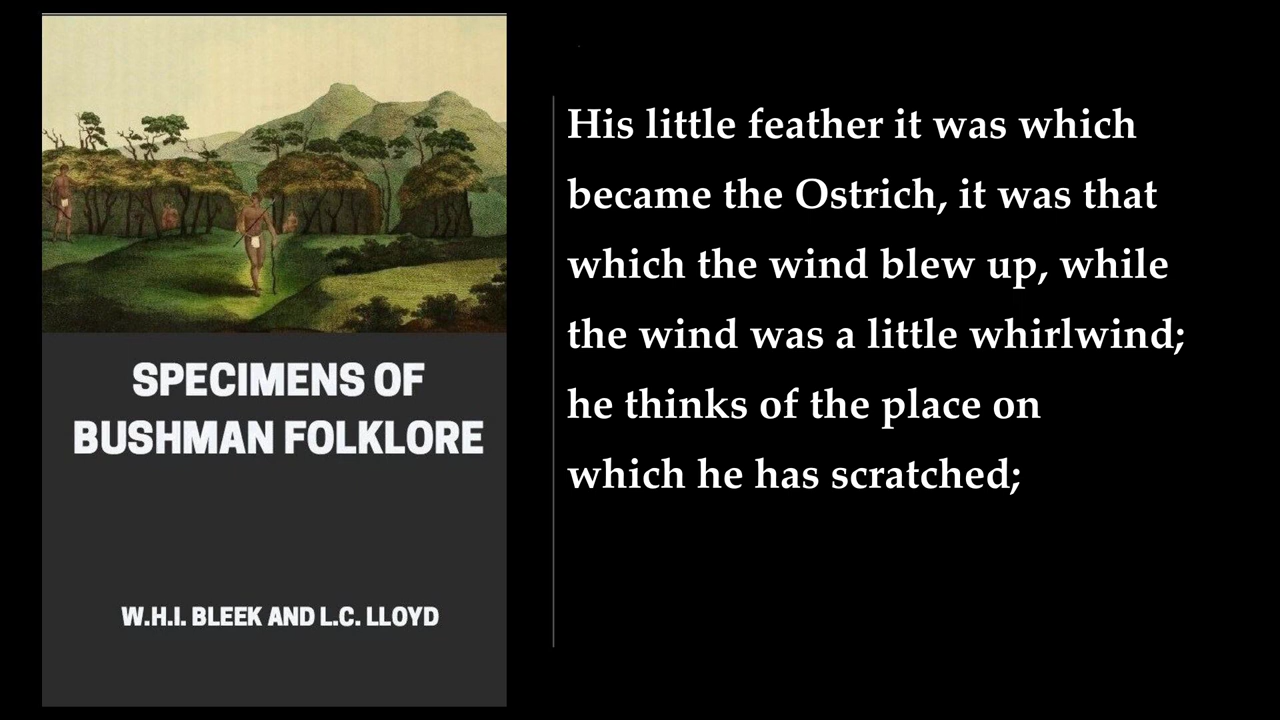 SPECIMENS OF
BUSHMAN FOLKLORE
W.H.I. BLEEK AND L.C. LLOYD
His little feather it was which
became the Ostrich, it was that
which the wind blew up, while
the wind was a little whirlwind;
he thinks of the place on
which he has scratched;